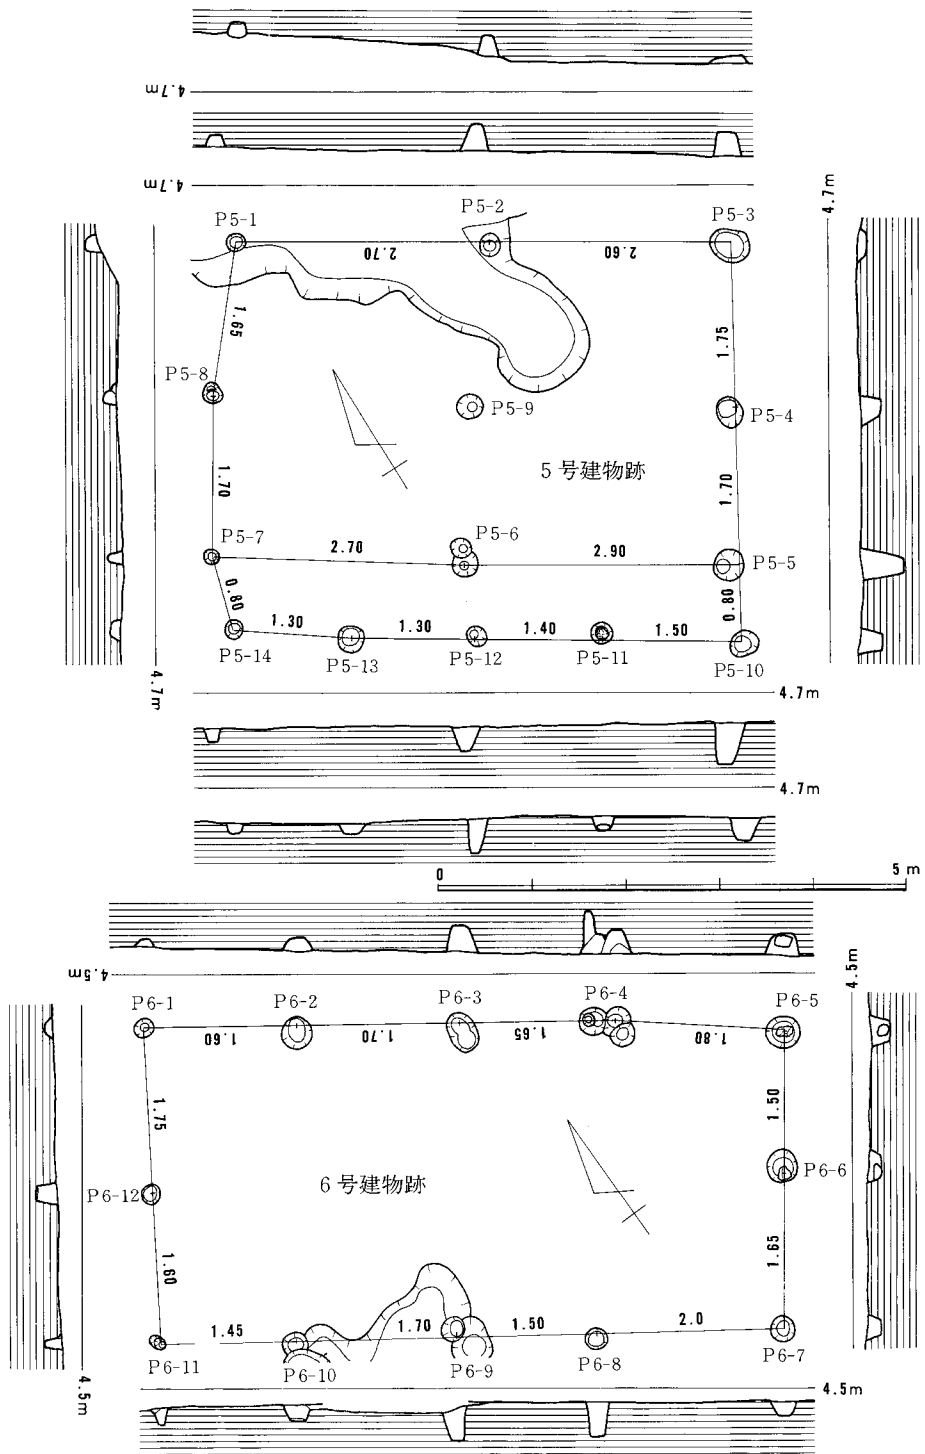 4.7m
4.7m
4.7m
P5-1
P5-2
P5-3
2.70
2.60
1.65
1.75
P5-8
P5-9
P5-4
5号建物跡
1.70
1.70
P5-7
P5-6
2.70
2.90
P5-5
0.80
0.80
1.30
1.30
1.40
1.50
P5-14
P5-13
P5-12
P5-11
P5-10
4.7m
4.7m
4.7m
0
5 m
4.5m
4.5m
P6-1
P6-2
P6-3
P6-4
P6-5
1.60
1.70
1.65
1.80
1.75
1.50
P6-12
6号建物跡
P6-6
1.60
1.65
1.45
1.70
1.50
2.0
P6-11
P6-10
P6-9
P6-8
P6-7
4.5m
4.5m